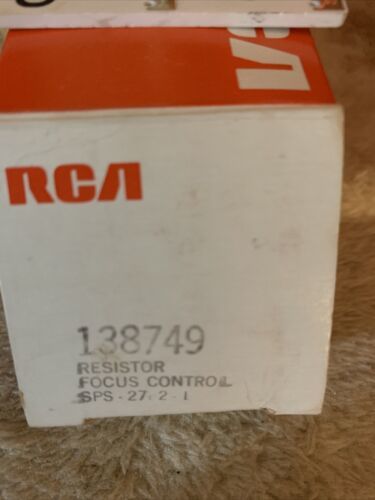 RCA
138749
RESISTOR
FOCUS CONTROL
SPS-27-2-1